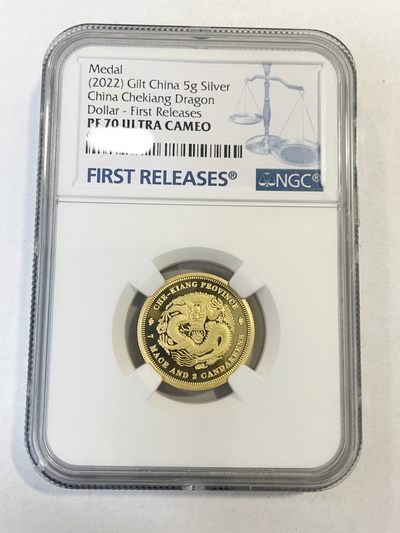 Medal
(2022) Gilt China 5g Silver
China Chekiang Dragon
Dollar - First Releases
PF 70 ULTRA CAMEO
FIRST RELEASES®
NGC®
CHE-KIANG PROVINCE
7 MACE AND 2 CANDAREENS